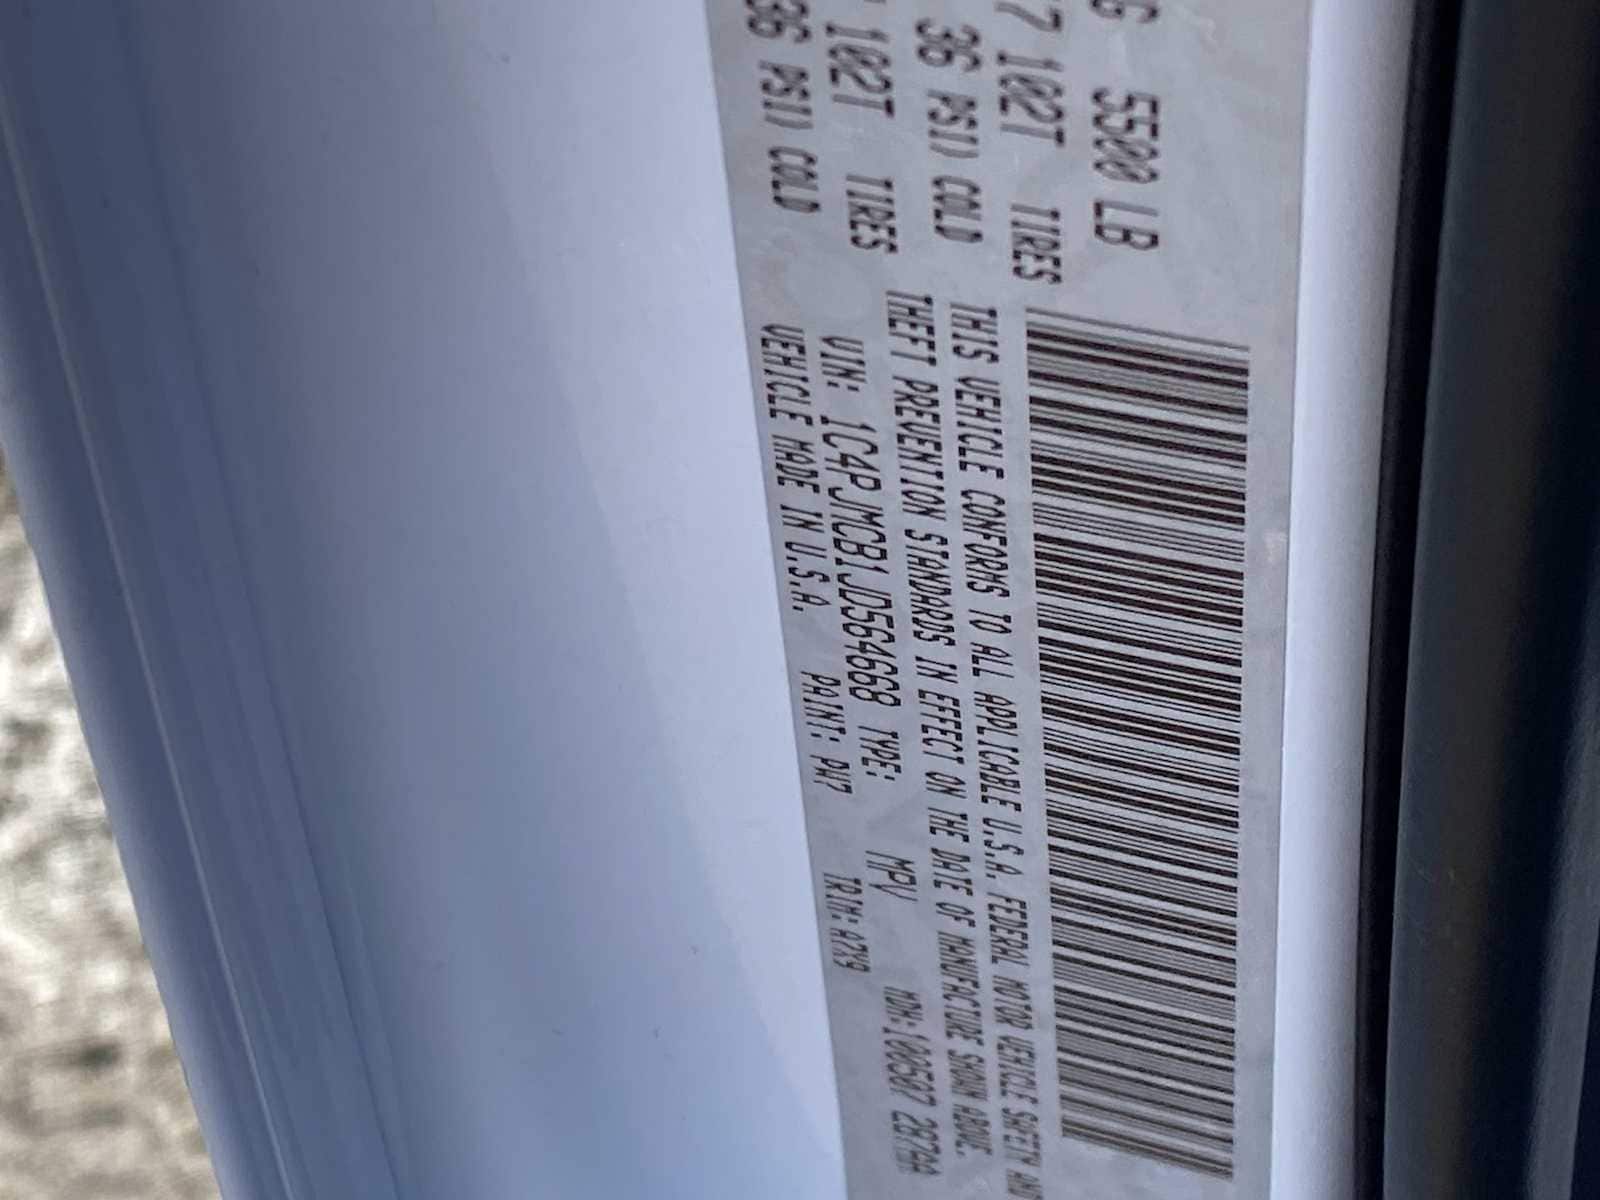 5500 LB
7 102T TIRES
36 PSI) COLD
102T TIRES
36 PSI) COLD
THIS VEHICLE CONFORMS TO ALL APPLICABLE U.S.A. FEDERAL MOTOR VEHICLE SAFETY AND
THEFT PREVENTION STANDARDS IN EFFECT ON THE DATE OF MANUFACTURE SHOWN ABOVE.
VIN: 1C4PJMCB1JD564668 TYPE: MPV MDH:
VEHICLE MADE IN U.S.A. PAINT: PW7 TRIM: